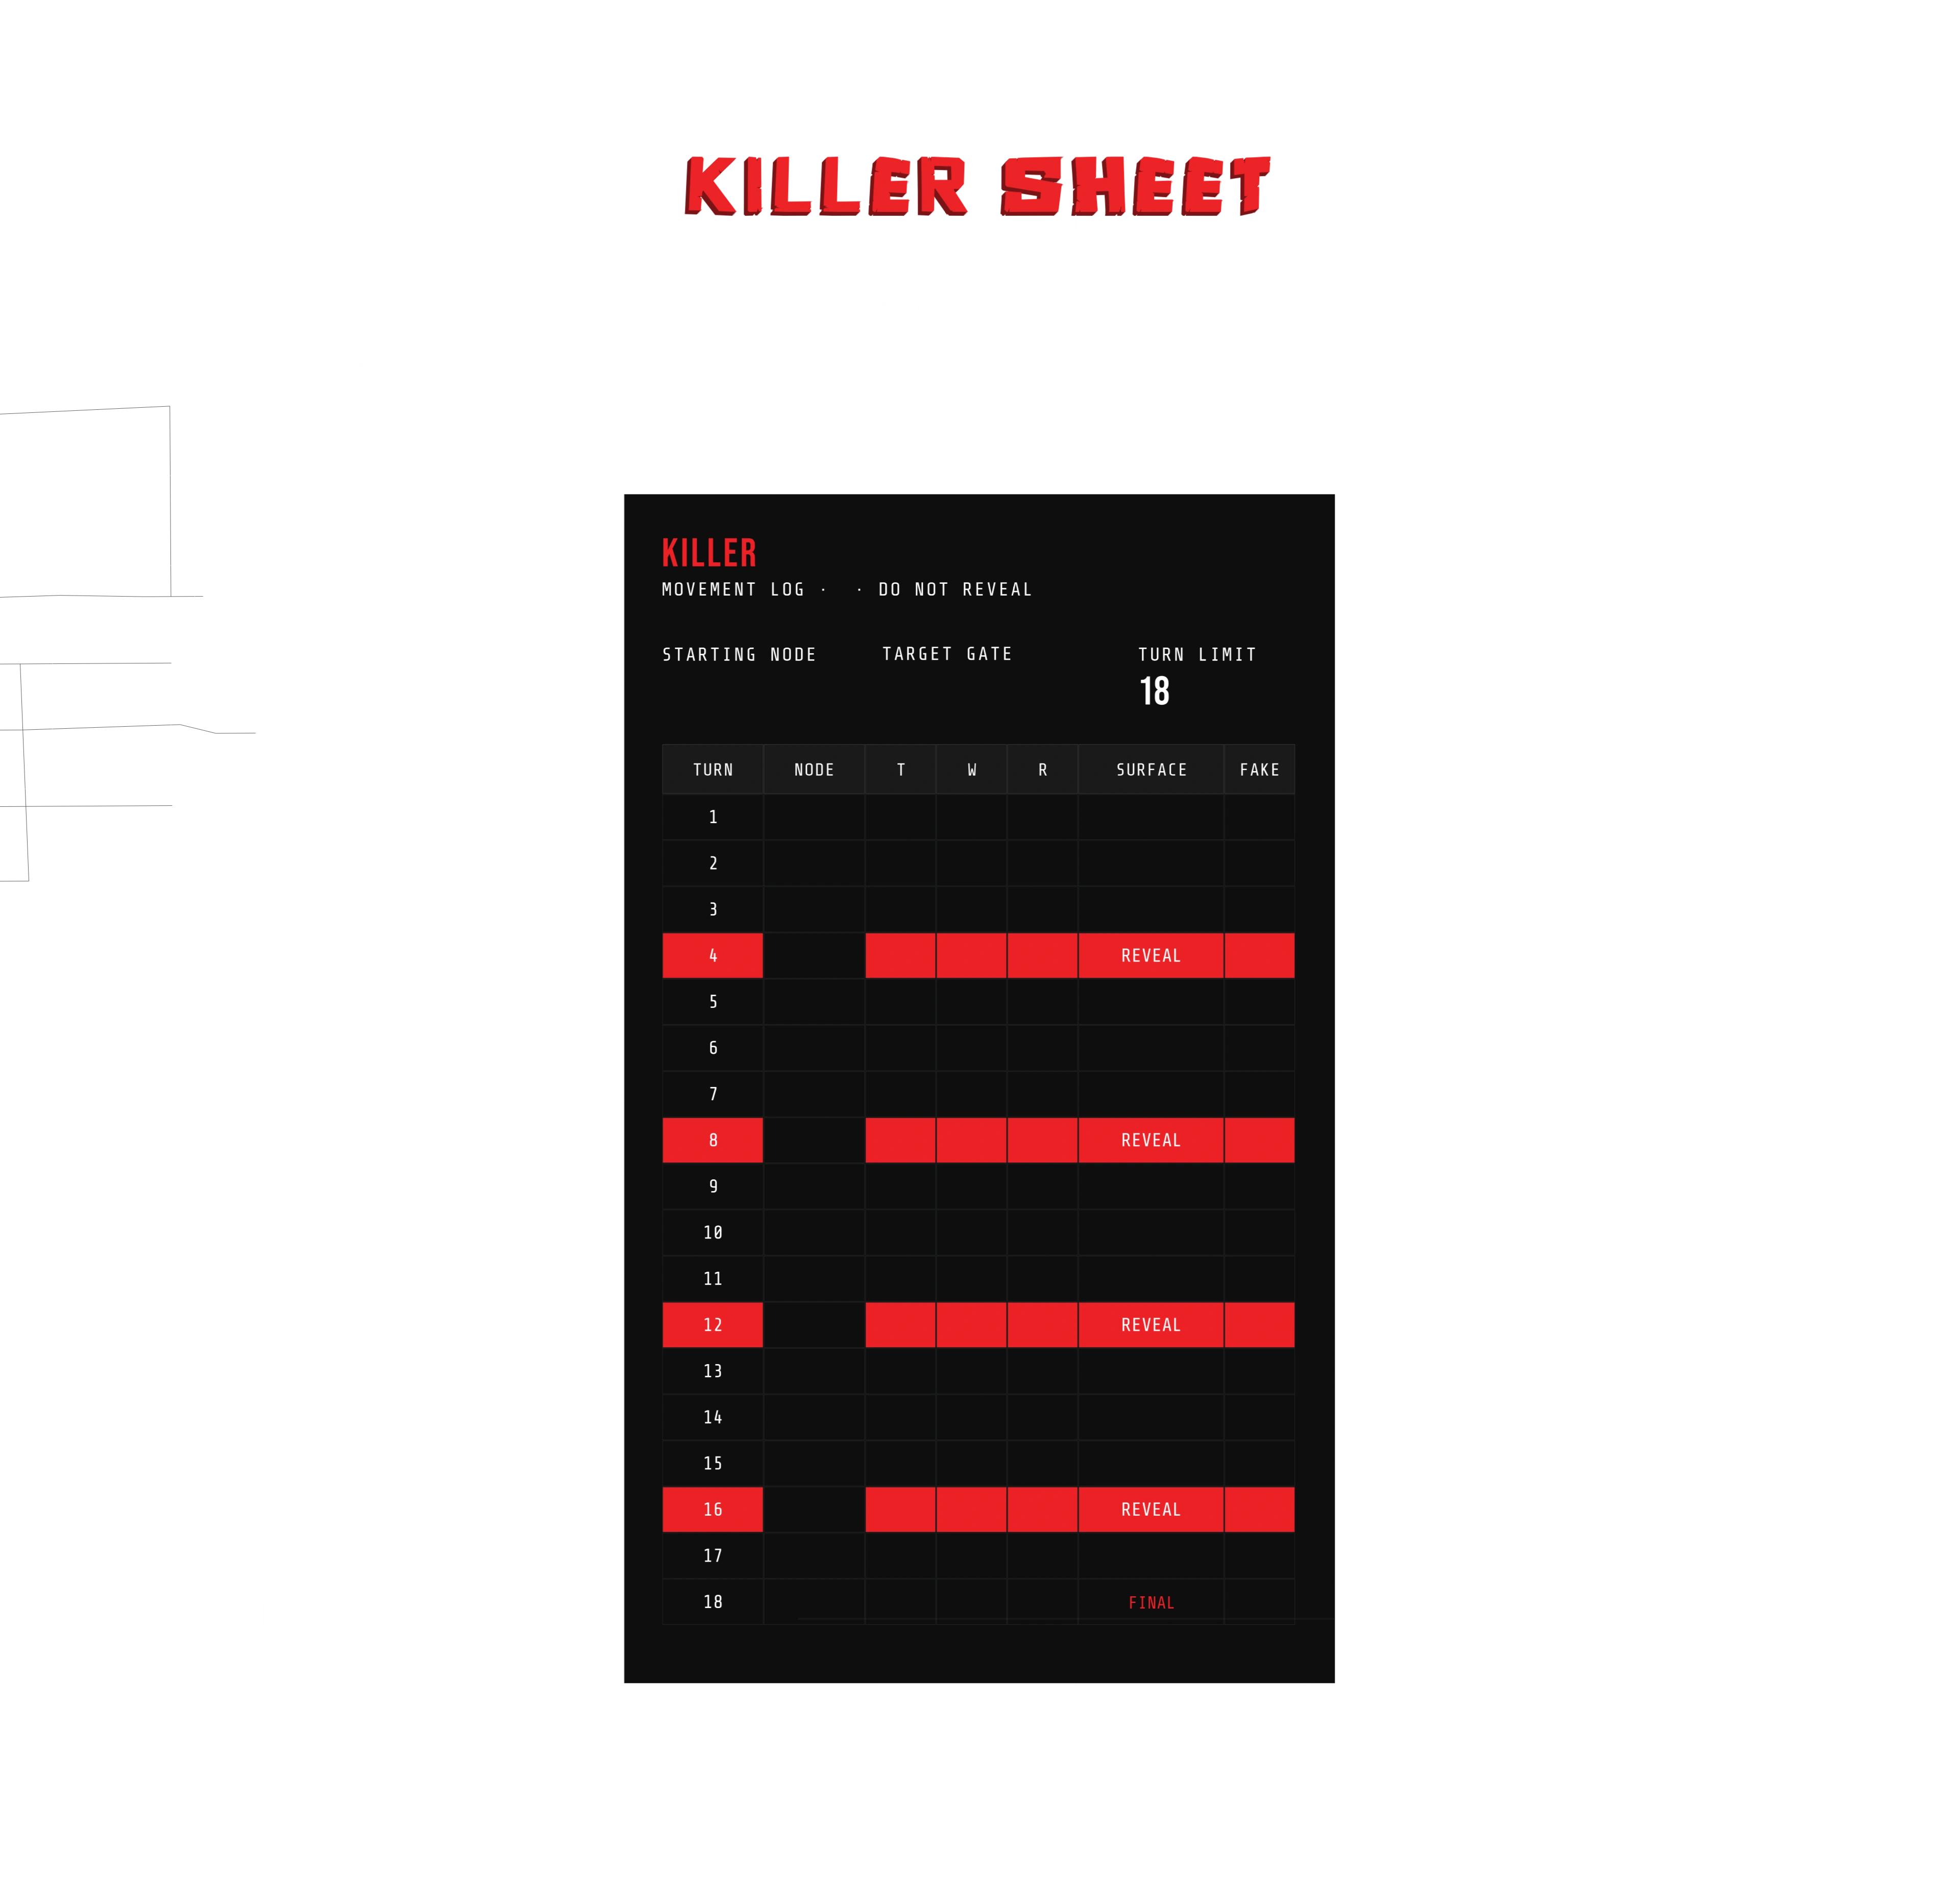 KILLER SHEET
KILLER
MOVEMENT LOG · · DO NOT REVEAL
STARTING NODE TARGET GATE TURN LIMIT
18
TURN NODE T W R SURFACE FAKE
1
2
3
4 REVEAL
5
6
7
8 REVEAL
9
10
11
12 REVEAL
13
14
15
16 REVEAL
17
18 FINAL